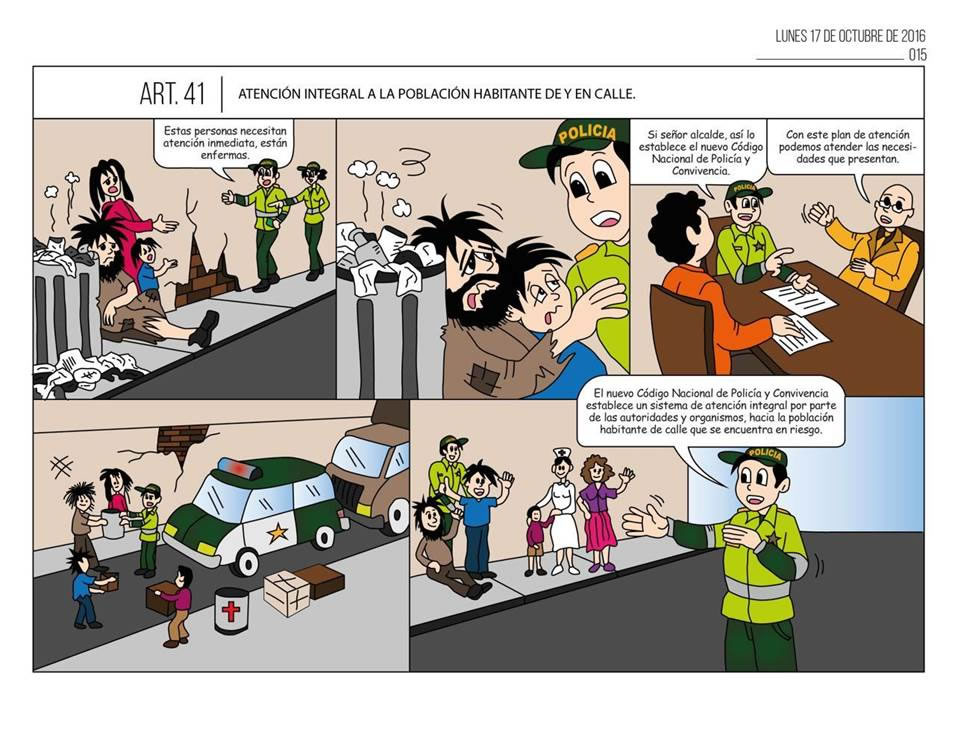 LUNES 17 DE OCTUBRE DE 2016
015
ART. 41
ATENCIÓN INTEGRAL A LA POBLACIÓN HABITANTE DE Y EN CALLE.
Estas personas necesitan
atención inmediata, están
enfermas.
POLICIA
Si señor alcalde, así lo
establece el nuevo Código
Nacional de Policía y
Convivencia.
Con este plan de atención
podemos atender las necesi-
dades que presentan.
POLICIA
El nuevo Código Nacional de Policía y Convivencia
establece un sistema de atención integral por parte
de las autoridades y organismos, hacia la población
habitante de calle que se encuentra en riesgo.
POLICIA